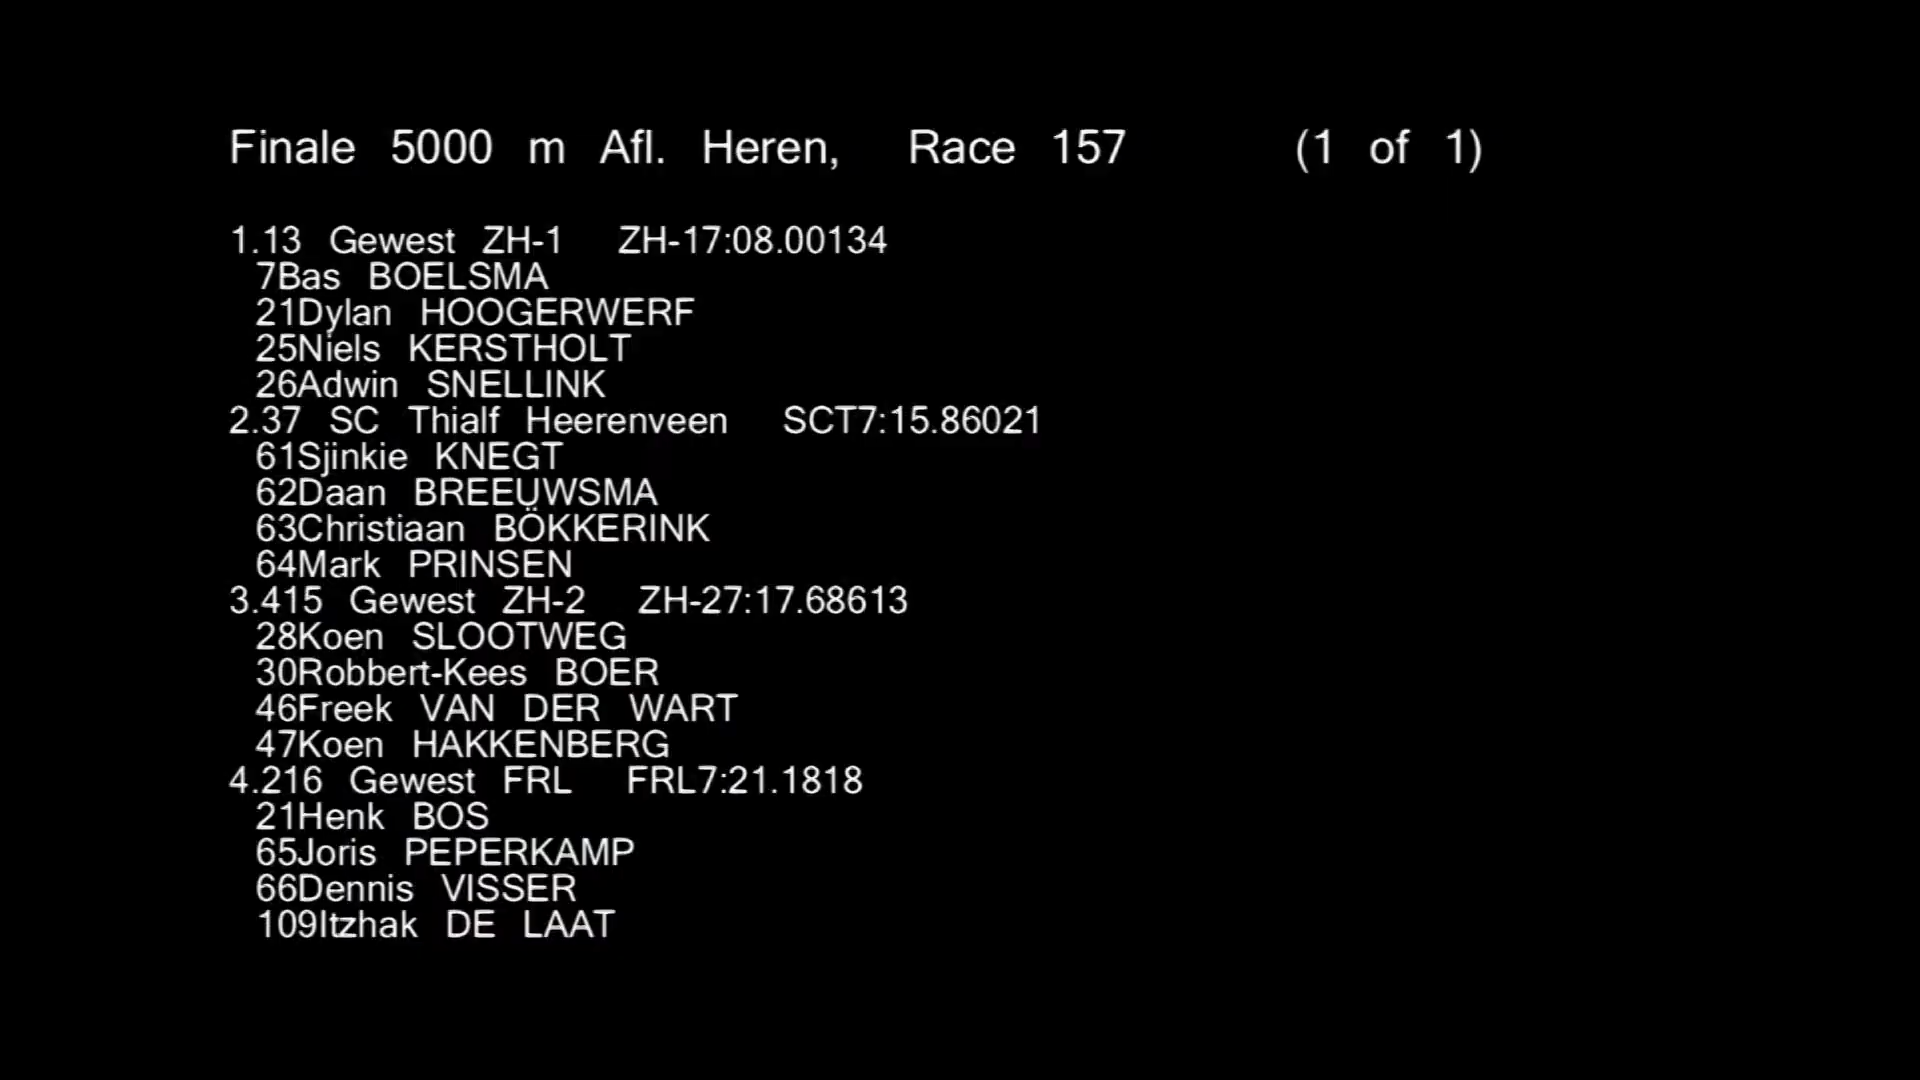 Finale 5000 m Afl. Heren, Race 157 (1 of 1)
1.13 Gewest ZH-1 ZH-17:08.00134
7Bas BOELSMA
21Dylan HOOGERWERF
25Niels KERSTHOLT
26Adwin SNELLINK
2.37 SC Thialf Heerenveen SCT7:15.86021
61Sjinkie KNEGT
62Daan BREEUWSMA
63Christiaan BÖKKERINK
64Mark PRINSEN
3.415 Gewest ZH-2 ZH-27:17.68613
28Koen SLOOTWEG
30Robbert-Kees BOER
46Freek VAN DER WART
47Koen HAKKENBERG
4.216 Gewest FRL FRL7:21.1818
21Henk BOS
65Joris PEPERKAMP
66Dennis VISSER
109Itzhak DE LAAT